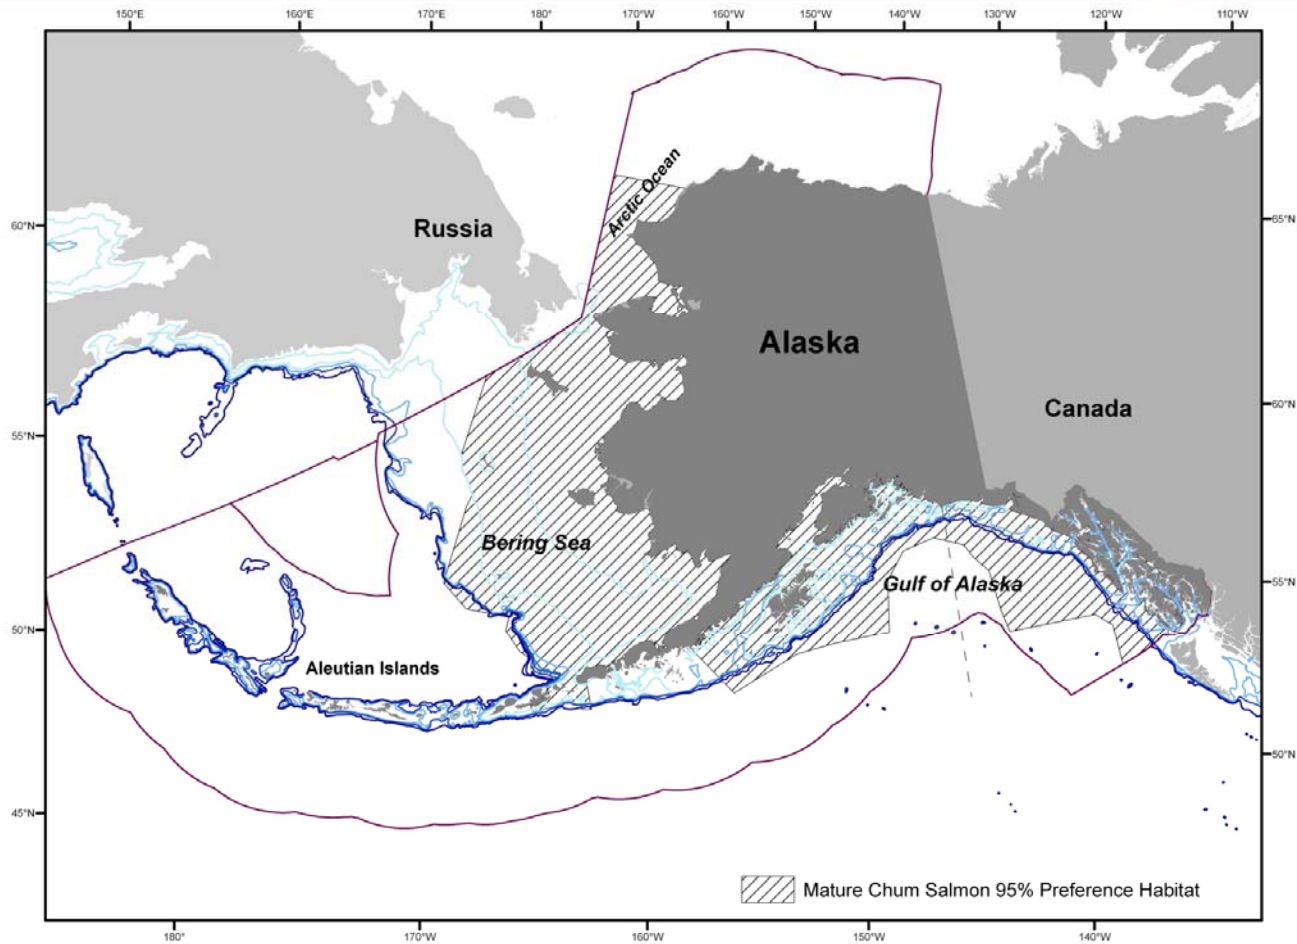 150°E 160°E 170°E 180° 170°W 160°W 150°W 140°W 130°W 120°W 110°W
Arctic Ocean
60°N Russia 65°N
Alaska
Canada 60°N
55°N
Bering Sea
Gulf of Alaska 55°N
50°N
Aleutian Islands
50°N
45°N
Mature Chum Salmon 95% Preference Habitat
180° 170°W 160°W 150°W 140°W